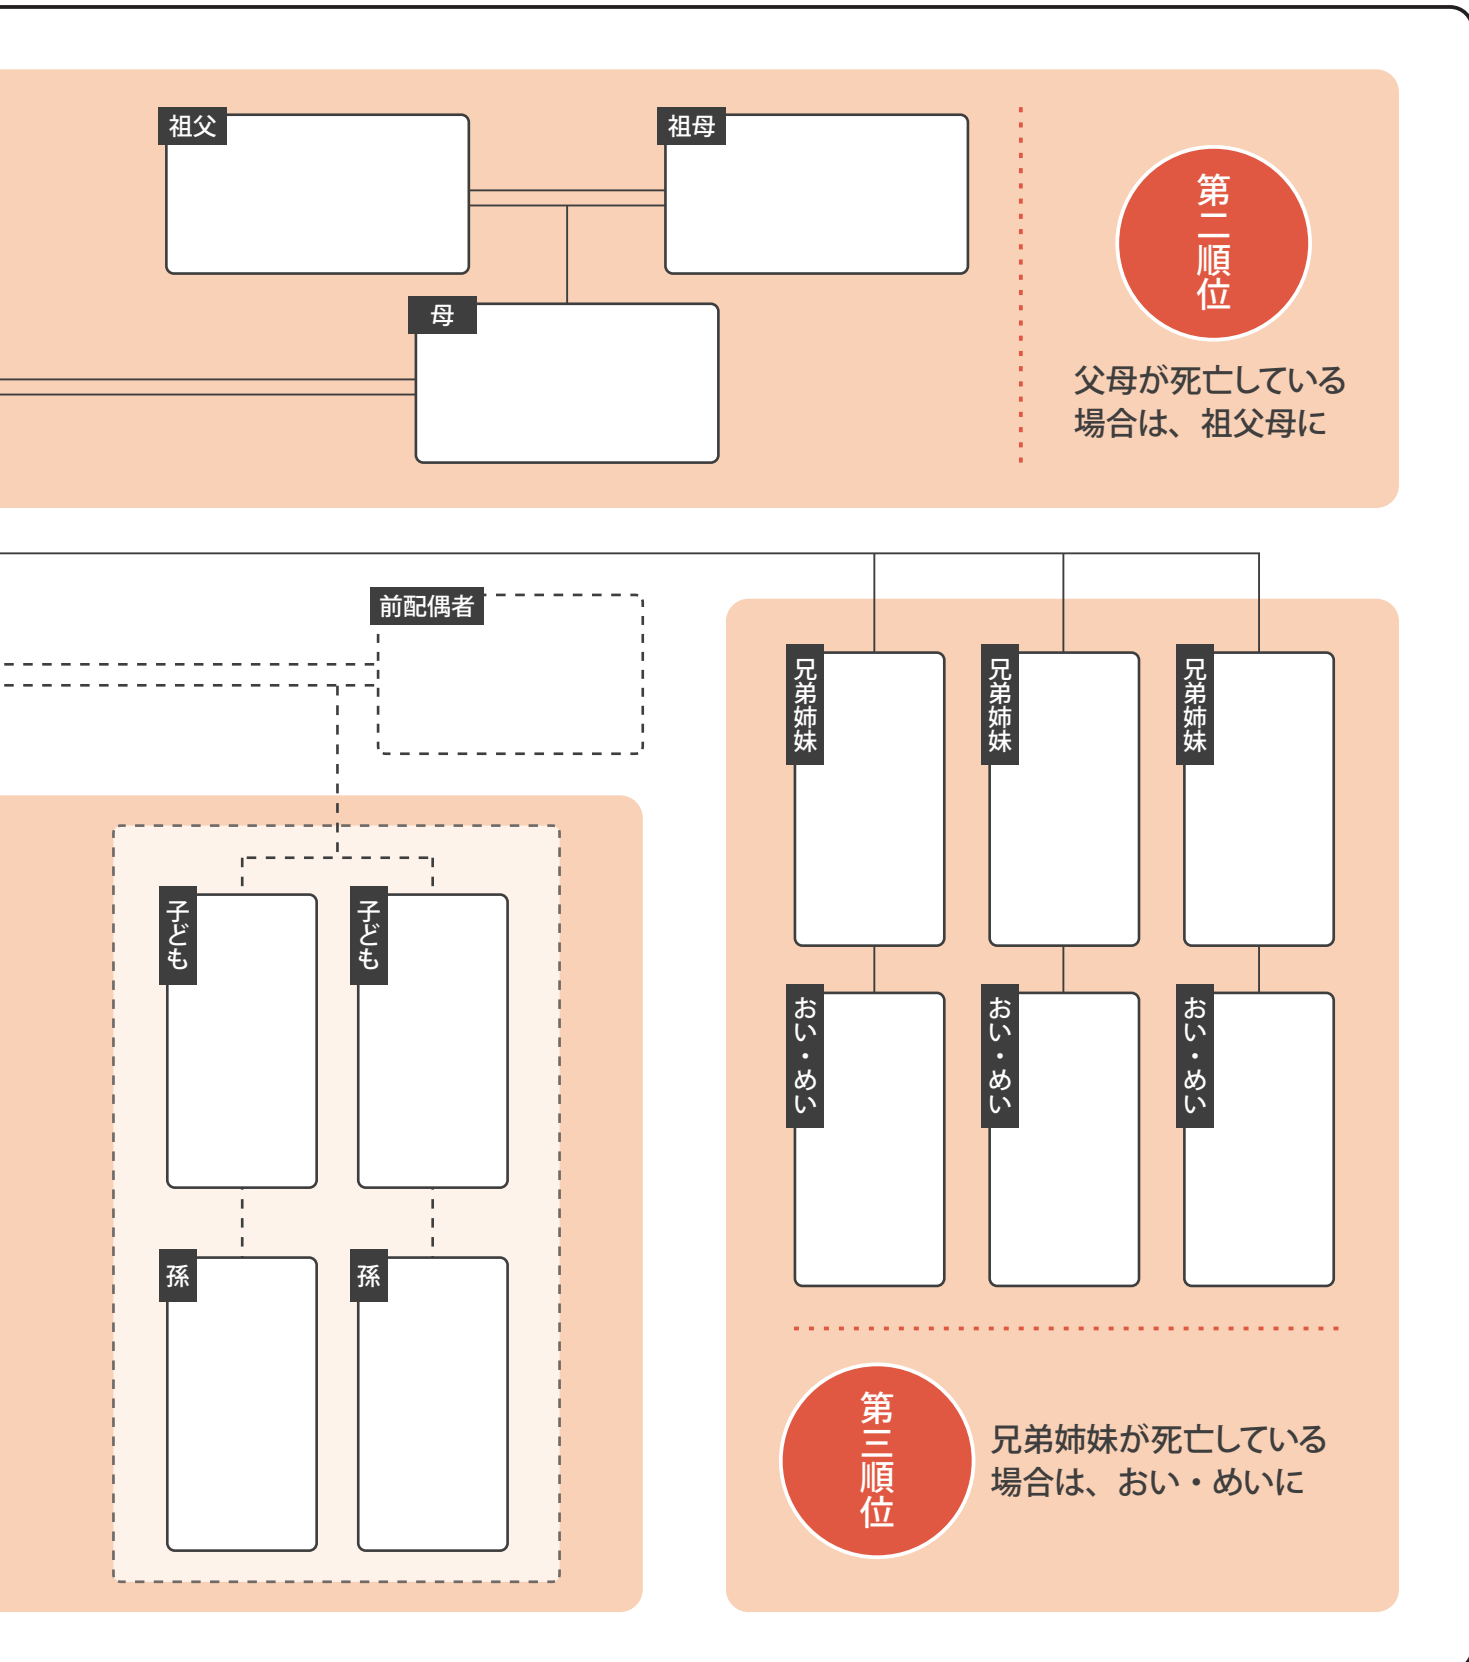 祖父
祖母
母
第二順位
父母が死亡している
場合は、祖父母に
前配偶者
兄弟姉妹
兄弟姉妹
兄弟姉妹
子ども
子ども
おい・めい
おい・めい
おい・めい
孫
孫
第三順位
兄弟姉妹が死亡している
場合は、おい・めいに